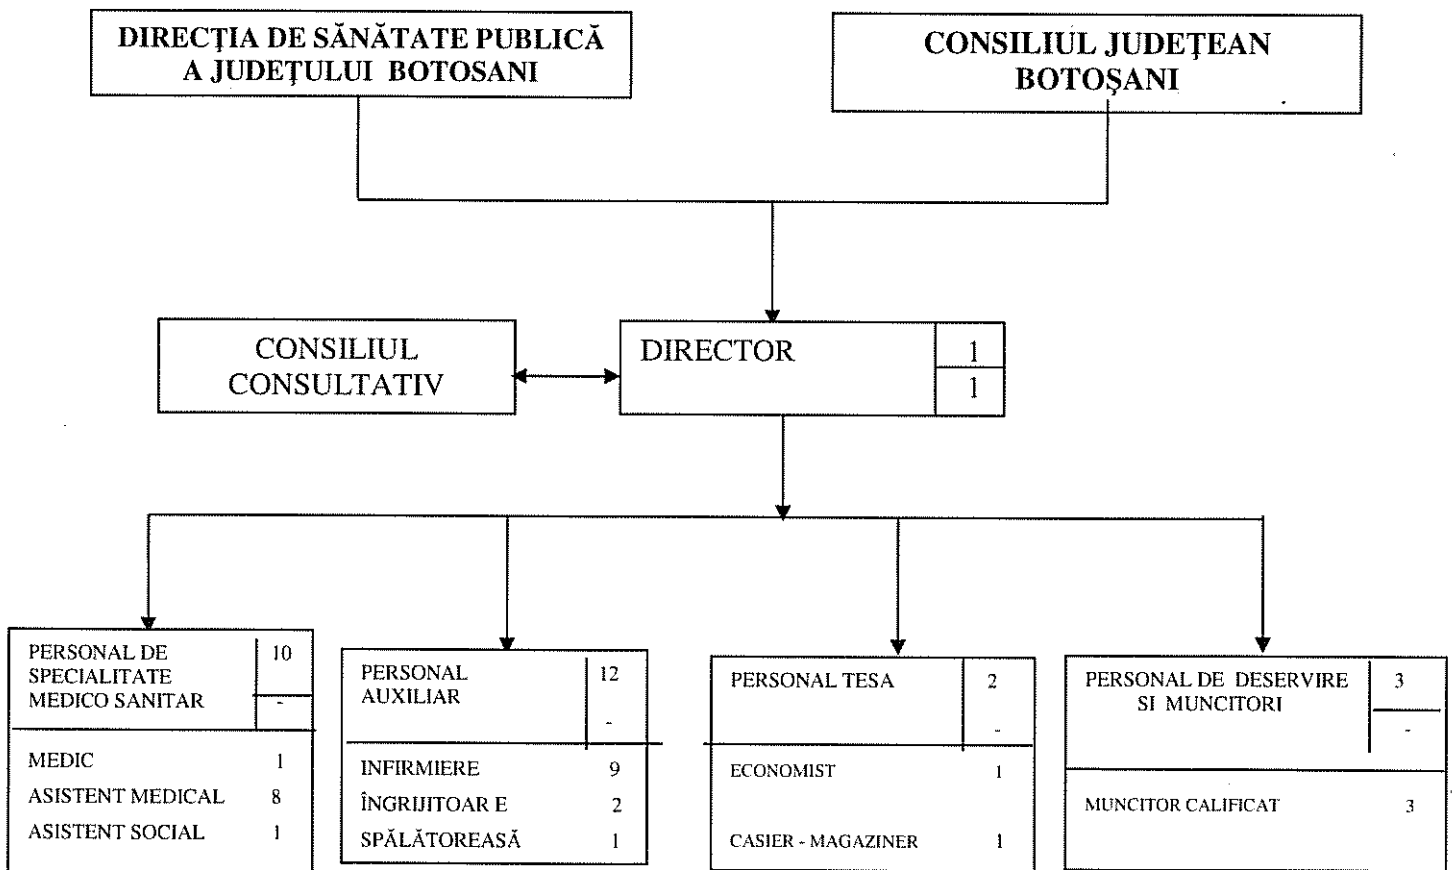 DIRECŢIA DE SĂNĂTATE PUBLICĂ
A JUDEŢULUI BOTOSANI
CONSILIUL JUDEŢEAN
BOTOŞANI
CONSILIUL
CONSULTATIV
DIRECTOR
1
1
PERSONAL DE
SPECIALITATE
MEDICO SANITAR
10
-
MEDIC 1
ASISTENT MEDICAL 8
ASISTENT SOCIAL 1
PERSONAL
AUXILIAR
12
-
INFIRMIERE 9
ÎNGRIJITOAR E 2
SPĂLĂTOREASĂ 1
PERSONAL TESA
2
-
ECONOMIST 1
CASIER - MAGAZINER 1
PERSONAL DE DESERVIRE
SI MUNCITORI
3
-
MUNCITOR CALIFICAT 3